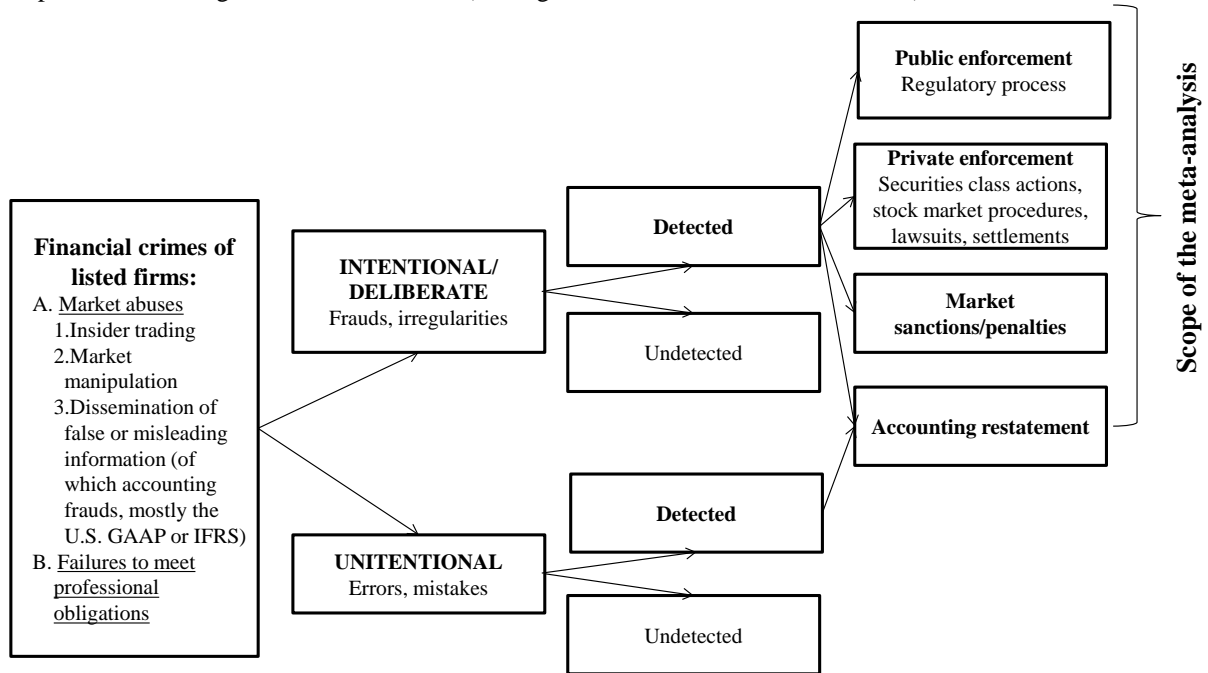 Public enforcement
Regulatory process
Private enforcement
Securities class actions,
stock market procedures,
lawsuits, settlements
Market
sanctions/penalties
Accounting restatement
Scope of the meta-analysis
Detected
Undetected
INTENTIONAL/
DELIBERATE
Frauds, irregularities
Financial crimes of
listed firms:
A. Market abuses
1.Insider trading
2.Market
manipulation
3.Dissemination of
false or misleading
information (of
which accounting
frauds, mostly the
U.S. GAAP or IFRS)
B. Failures to meet
professional
obligations
UNITENTIONAL
Errors, mistakes
Detected
Undetected